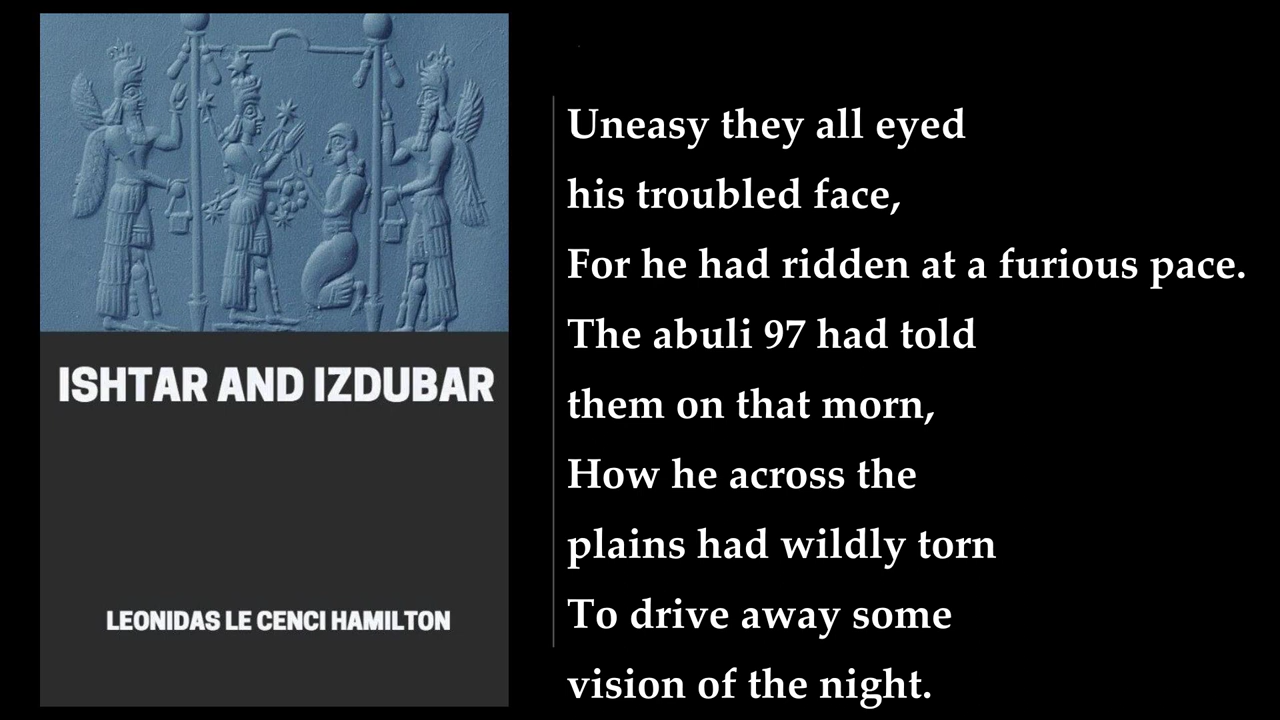 ISHTAR AND IZDUBAR
LEONIDAS LE CENCI HAMILTON
Uneasy they all eyed
his troubled face,
For he had ridden at a furious pace.
The abuli 97 had told
them on that morn,
How he across the
plains had wildly torn
To drive away some
vision of the night.